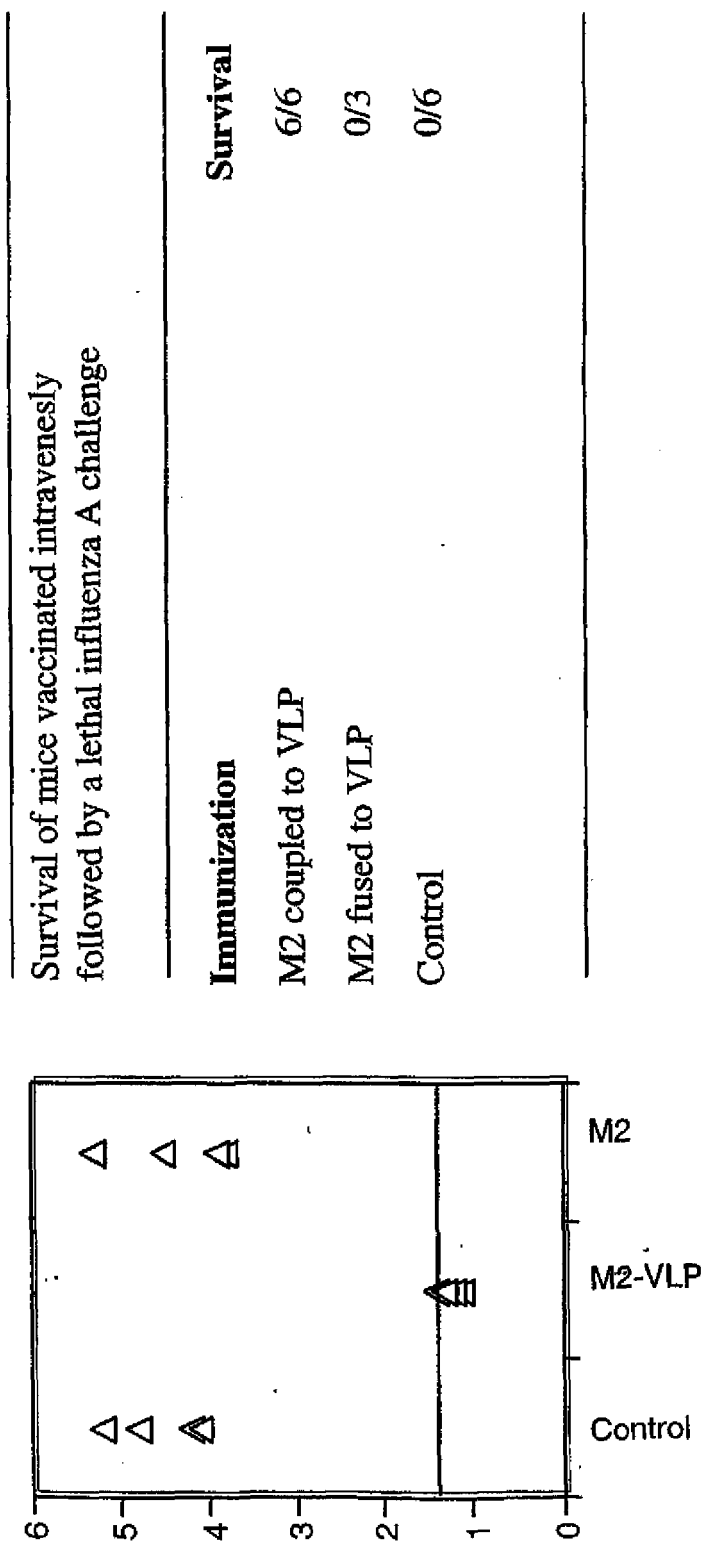 Survival of mice vaccinated intravenesly
followed by a lethal influenza A challenge
Immunization Survival
M2 coupled to VLP 6/6
M2 fused to VLP 0/3
Control 0/6
6
5
4
3
2
1
0
Control M2-VLP M2